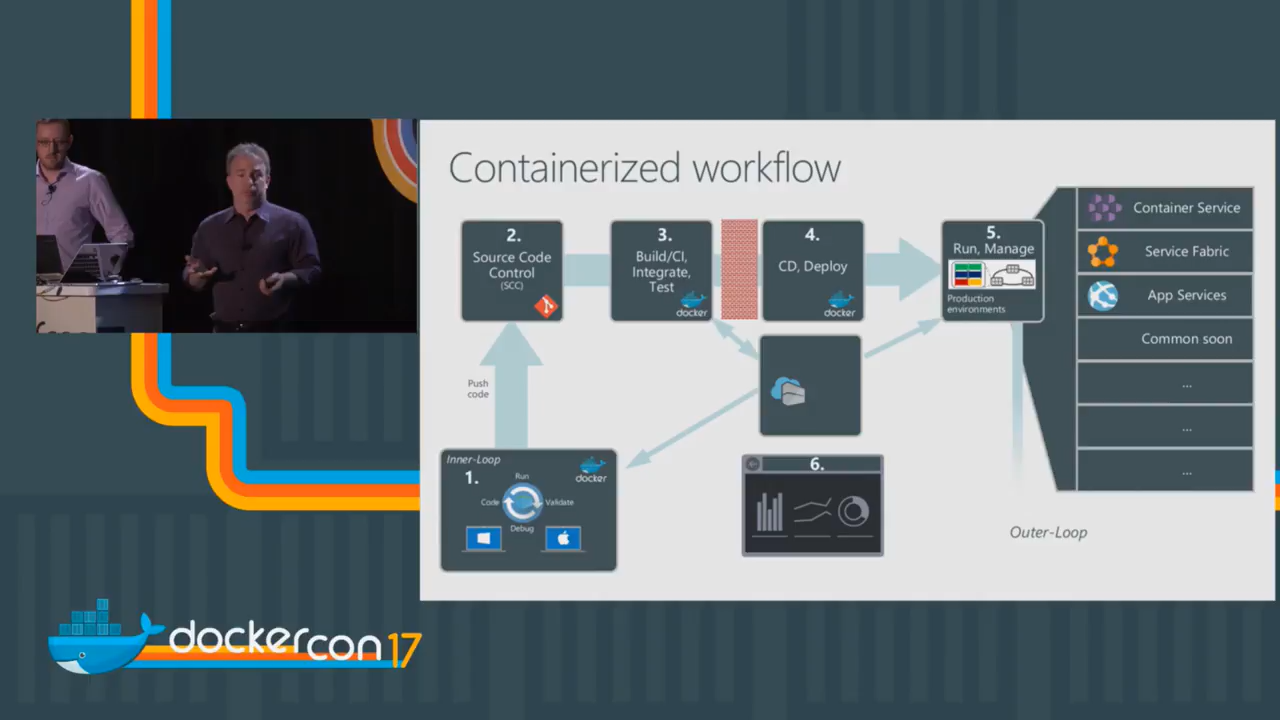 Containerized workflow
2.
Source Code
Control
(SCC)
3.
Build/CI,
Integrate,
Test
docker
4.
CD, Deploy
docker
5.
Run, Manage
Production
environments
Container Service
Service Fabric
App Services
Common soon
...
...
...
Push
code
Inner-Loop
1.
docker
Run
Code
Validate
Debug
6.
Outer-Loop
dockercon 17